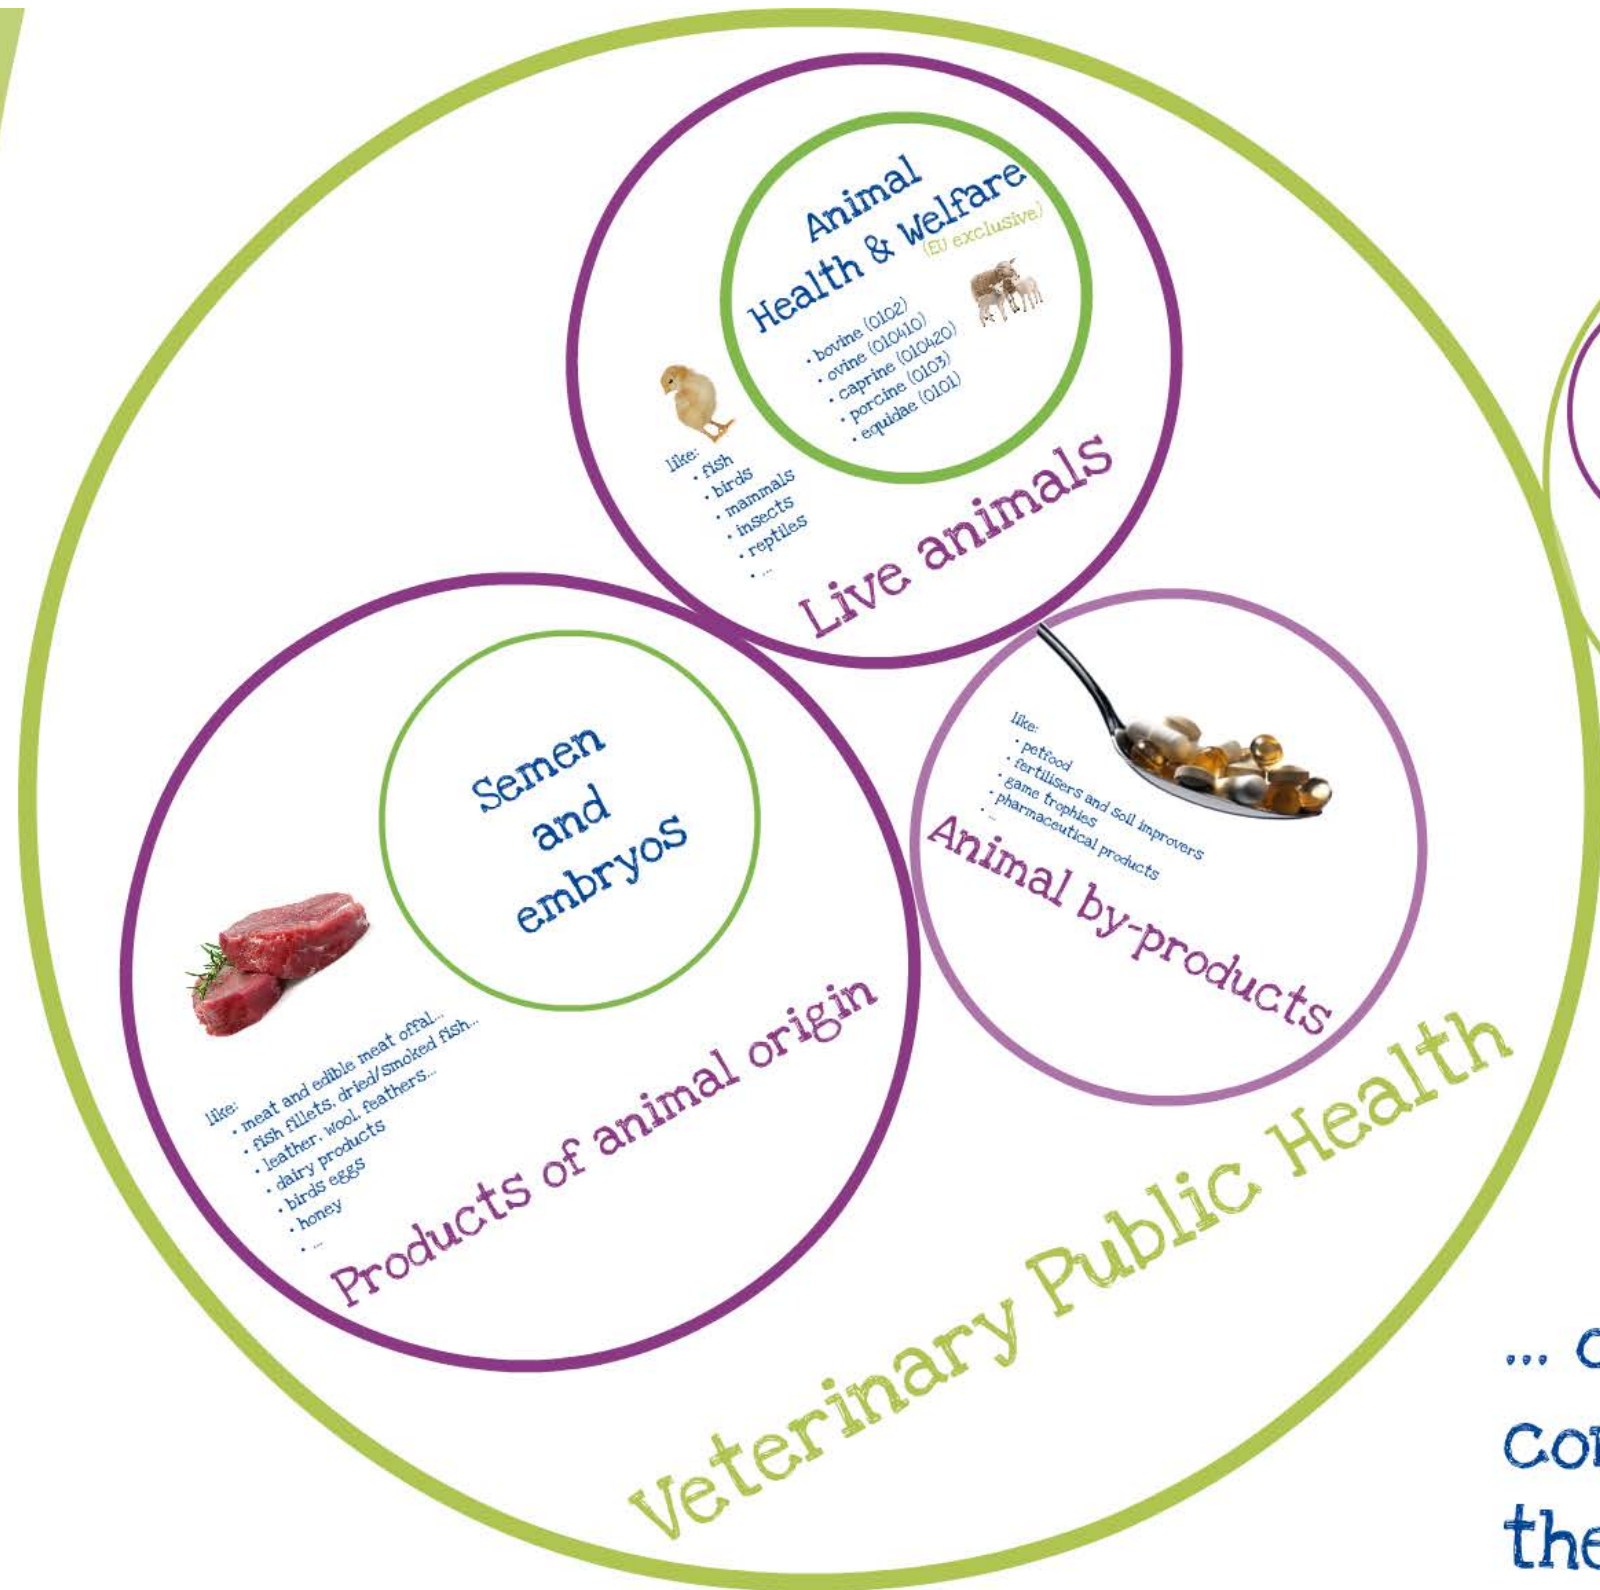 Animal
Health & Welfare
(EU exclusive)
• bovine (0102)
• ovine (010410)
• caprine (010420)
• porcine (0103)
• equidae (0101)
like:
• fish
• birds
• mammals
• insects
• reptiles
• ...
Live animals
Semen
and
embryos
like:
• meat and edible meat offal...
• fish fillets, dried/smoked fish...
• leather, wool, feathers...
• dairy products
• birds eggs
• honey
• ...
Products of animal origin
like:
• petfood
• fertilisers and soil improvers
• game trophies
• pharmaceutical products
• ...
Animal by-products
Veterinary Public Health
...
the